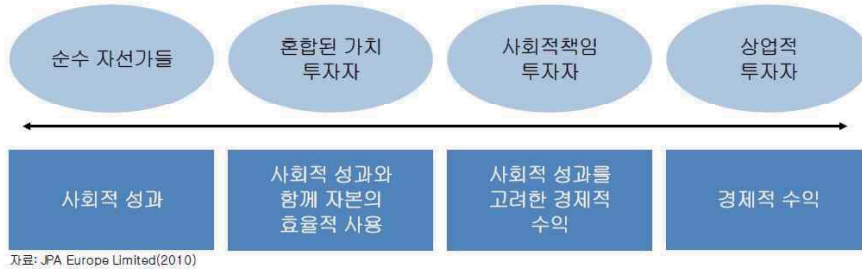 순수 자선가들
혼합된 가치
투자자
사회적책임
투자자
상업적
투자자
사회적 성과
사회적 성과와
함께 자본의
효율적 사용
사회적 성과를
고려한 경제적
수익
경제적 수익
자료: JPA Europe Limited(2010)